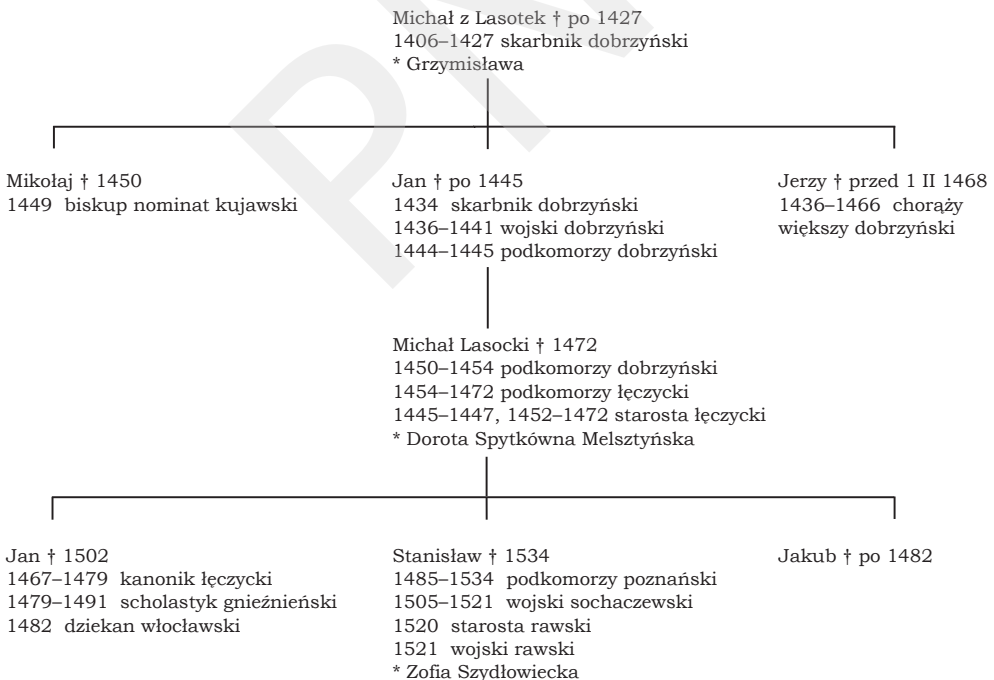 Michał z Lasotek † po 1427
1406–1427 skarbnik dobrzyński
* Grzymisława
Mikołaj † 1450
1449 biskup nominat kujawski
Jan † po 1445
1434 skarbnik dobrzyński
1436–1441 wojski dobrzyński
1444–1445 podkomorzy dobrzyński
Jerzy † przed 1 II 1468
1436–1466 chorąży
większy dobrzyński
Michał Lasocki † 1472
1450–1454 podkomorzy dobrzyński
1454–1472 podkomorzy łęczycki
1445–1447, 1452–1472 starosta łęczycki
* Dorota Spytkówna Melsztyńska
Jan † 1502
1467–1479 kanonik łęczycki
1479–1491 scholastyk gnieźnieński
1482 dziekan włocławski
Stanisław † 1534
1485–1534 podkomorzy poznański
1505–1521 wojski sochaczewski
1520 starosta rawski
1521 wojski rawski
* Zofia Szydłowiecka
Jakub † po 1482